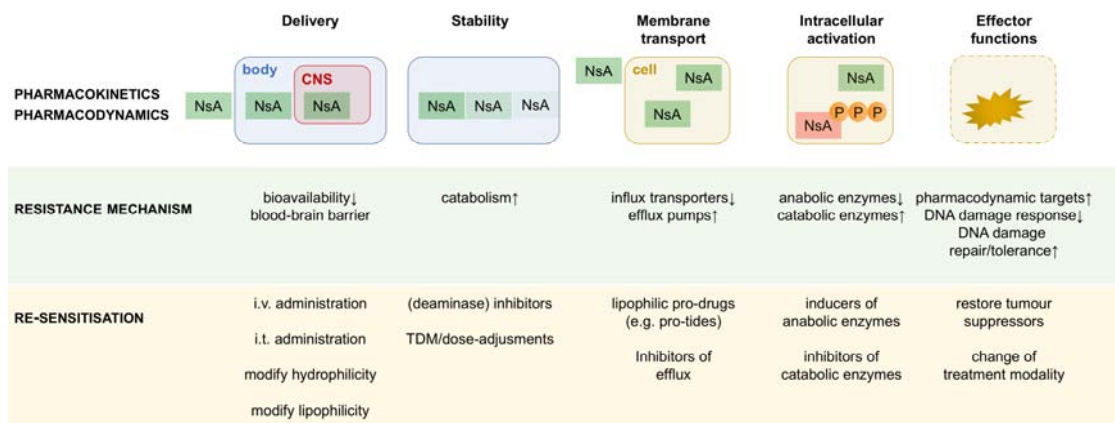 Delivery
Stability
Membrane
transport
Intracellular
activation
Effector
functions
PHARMACOKINETICS
PHARMACODYNAMICS
NsA
body
NsA
CNS
NsA
NsA
NsA
NsA
NsA
cell
NsA
NsA
NsA
NsA
P P P
RESISTANCE MECHANISM
bioavailability↓
blood-brain barrier
catabolism↑
influx transporters↓
efflux pumps↑
anabolic enzymes↓
catabolic enzymes↑
pharmacodynamic targets↑
DNA damage response↓
DNA damage
repair/tolerance↑
RE-SENSITISATION
i.v. administration
i.t. administration
modify hydrophilicity
modify lipophilicity
(deaminase) inhibitors
TDM/dose-adjusments
lipophilic pro-drugs
(e.g. pro-tides)
Inhibitors of
efflux
inducers of
anabolic enzymes
inhibitors of
catabolic enzymes
restore tumour
suppressors
change of
treatment modality